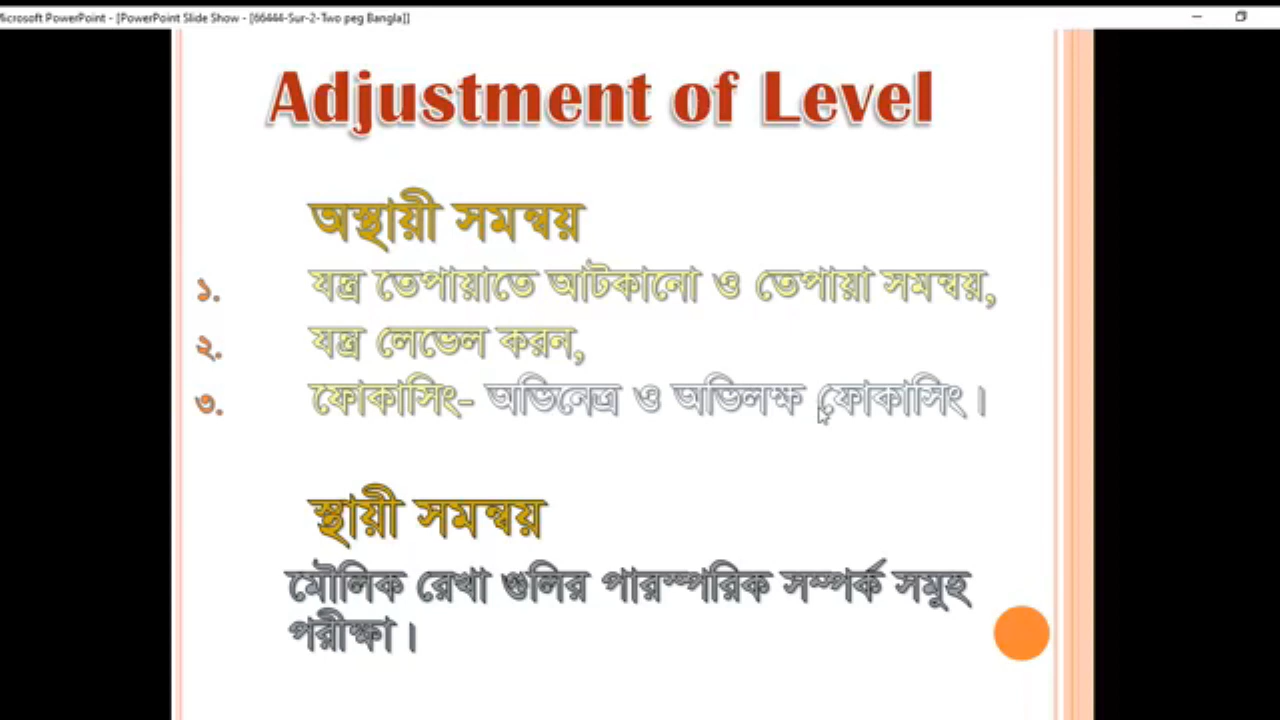 Microsoft PowerPoint - [PowerPoint Slide Show - [66444-Sur-2-Two peg Bangla]]
Adjustment of Level
অস্থায়ী সমন্বয়
১. যন্ত্র তেপায়াতে আটকানো ও তেপায়া সমন্বয়,
২. যন্ত্র লেভেল করন,
৩. ফোকাসিং- অভিনেত্র ও অভিলক্ষ ফোকাসিং।
স্থায়ী সমন্বয়
মৌলিক রেখা গুলির পারস্পরিক সম্পর্ক সমুহ
পরীক্ষা।